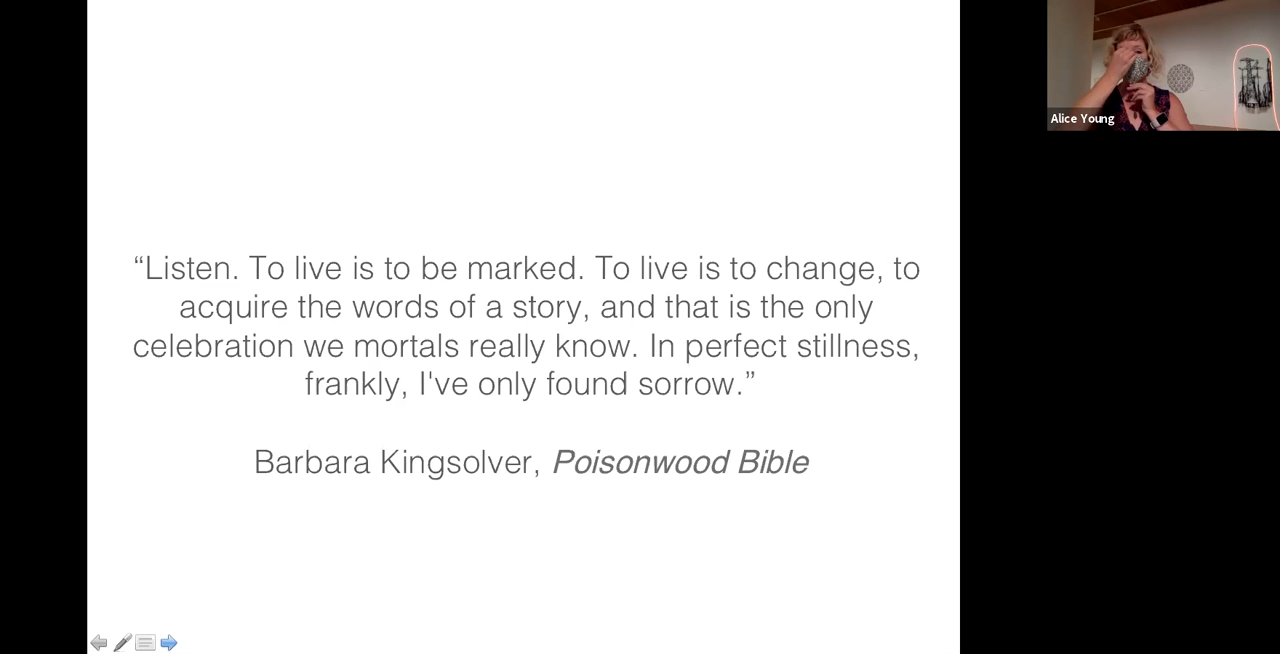 “Listen. To live is to be marked. To live is to change, to
acquire the words of a story, and that is the only
celebration we mortals really know. In perfect stillness,
frankly, I've only found sorrow.”
Barbara Kingsolver, Poisonwood Bible
Alice Young